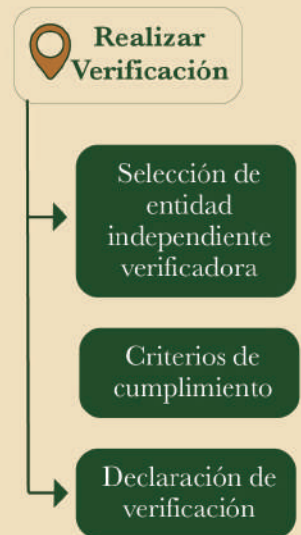 Realizar
Verificación
Selección de
entidad
independiente
verificadora
Criterios de
cumplimiento
Declaración de
verificación